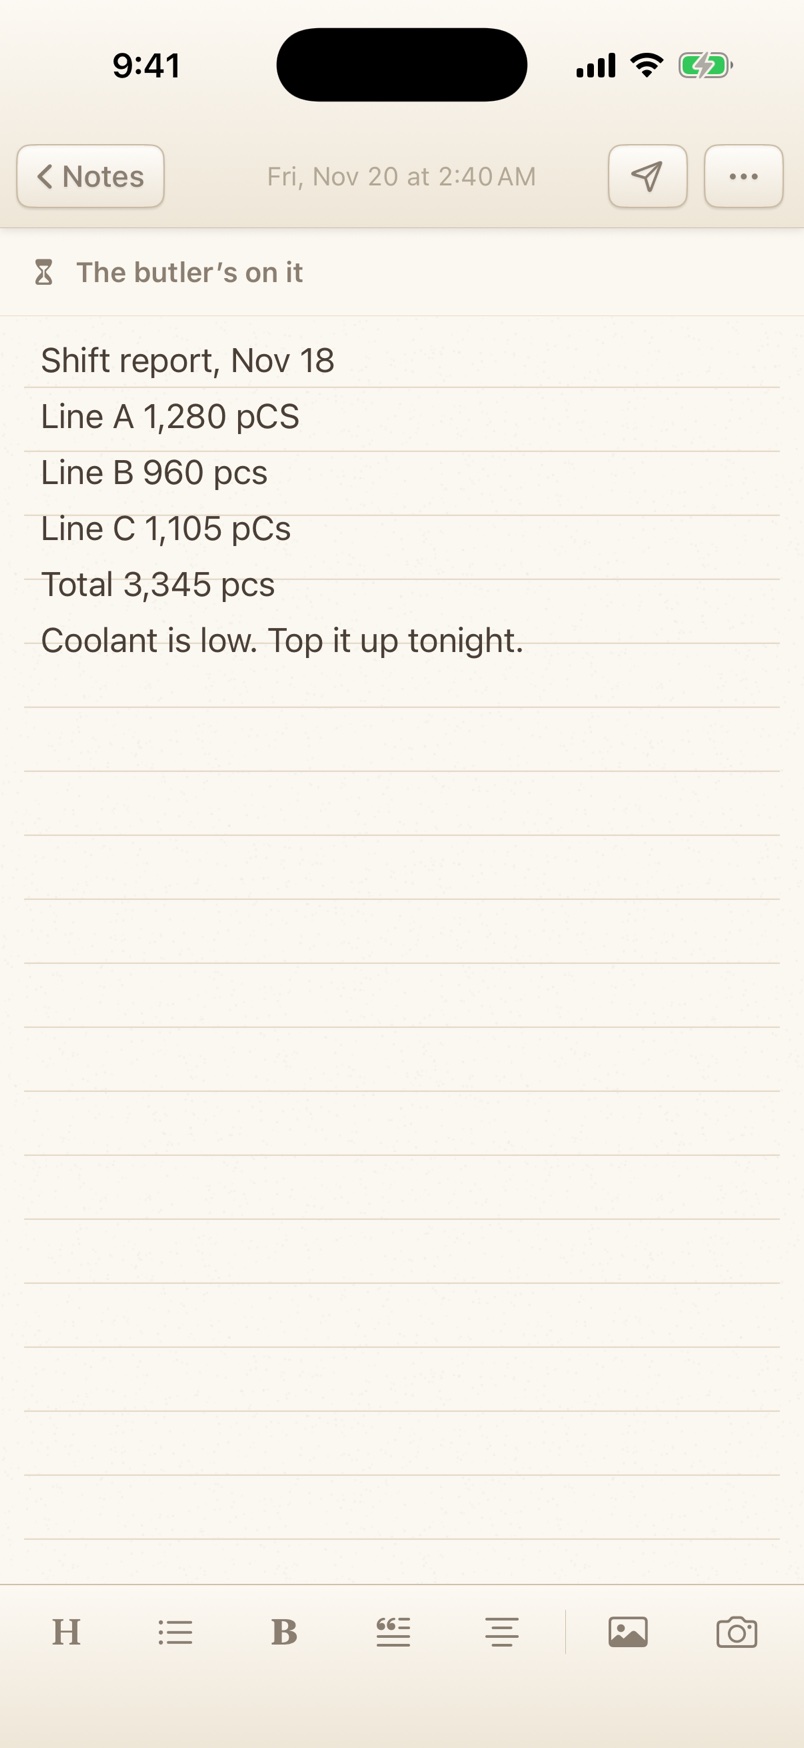 9:41
Notes
Fri, Nov 20 at 2:40 AM
The butler's on it
Shift report, Nov 18
Line A 1,280 pCS
Line B 960 pcs
Line C 1,105 pCs
Total 3,345 pcs
Coolant is low. Top it up tonight.
H B